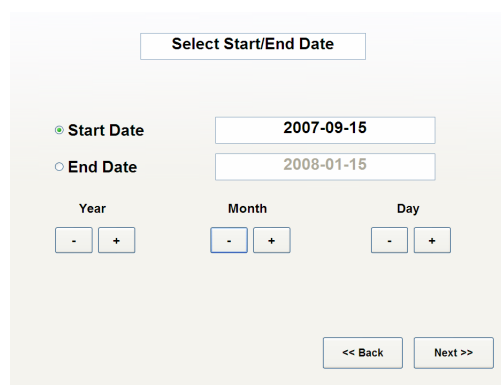 Select Start/End Date
Start Date 2007-09-15
End Date 2008-01-15
Year Month Day
- + - + - +
<< Back Next >>